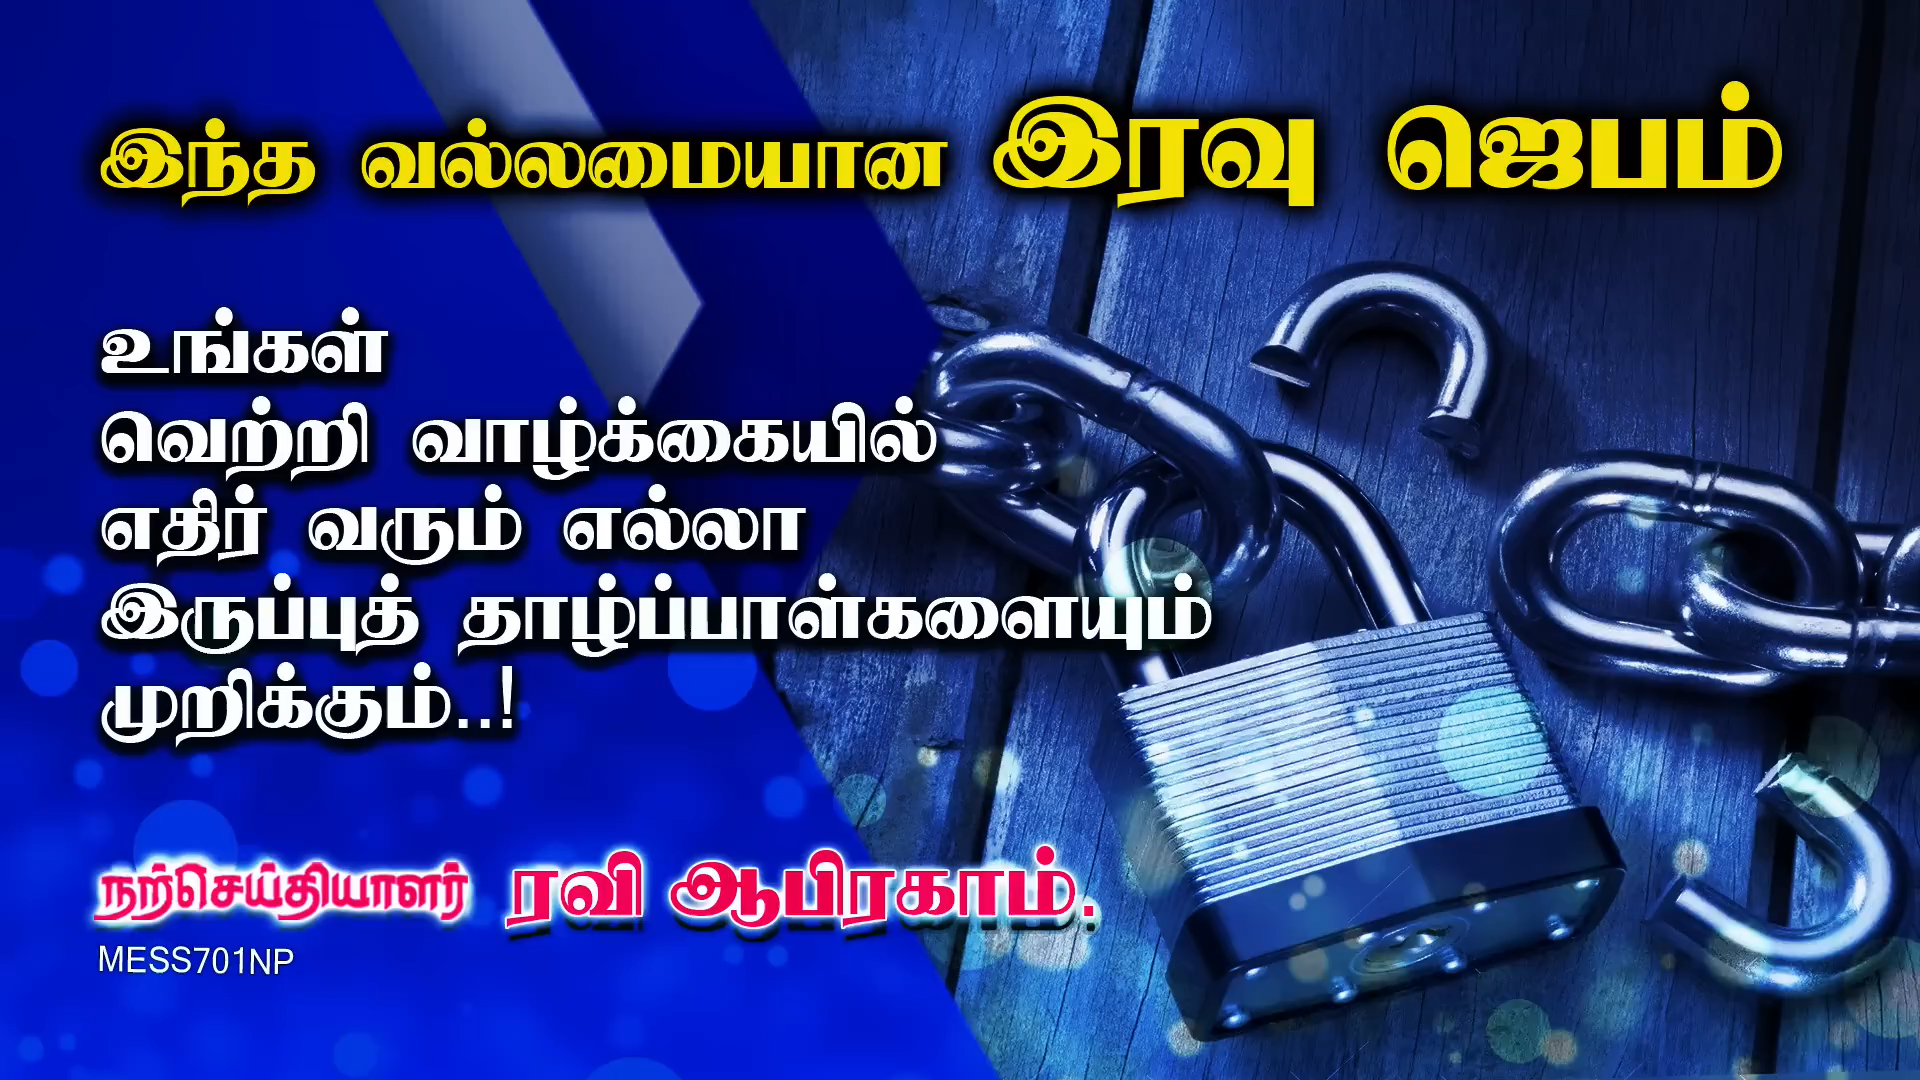 இந்த வல்லமையான இரவு ஜெபம்
உங்கள்
வெற்றி வாழ்க்கையில்
எதிர் வரும் எல்லா
இருப்புத் தாழ்ப்பாள்களையும்
முறிக்கும்..!
நற்செய்தியாளர் ரவி ஆபிரகாம்.
MESS701NP